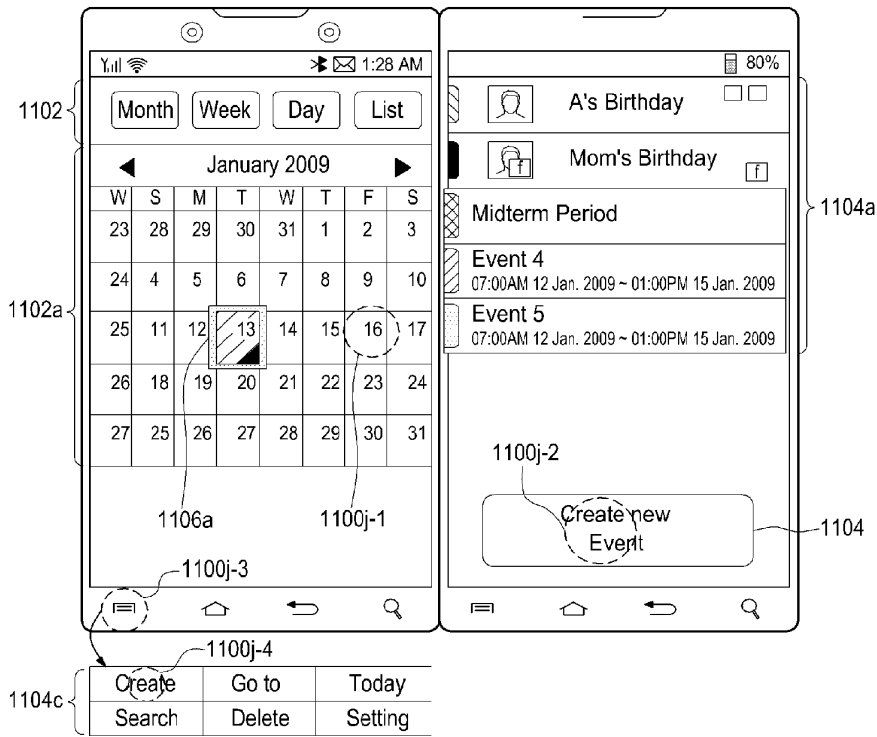 1:28 AM
80%
1102
Month Week Day List
January 2009
W S M T W T F S
23 28 29 30 31 1 2 3
24 4 5 6 7 8 9 10
25 11 12 13 14 15 16 17
26 18 19 20 21 22 23 24
27 25 26 27 28 29 30 31
1102a
1106a
1100j-1
A's Birthday
Mom's Birthday
f
f
Midterm Period
Event 4
07:00AM 12 Jan. 2009 ~ 01:00PM 15 Jan. 2009
Event 5
07:00AM 12 Jan. 2009 ~ 01:00PM 15 Jan. 2009
1104a
1100j-2
Create new
Event
1104
1100j-3
1100j-4
1104c
Create Go to Today
Search Delete Setting